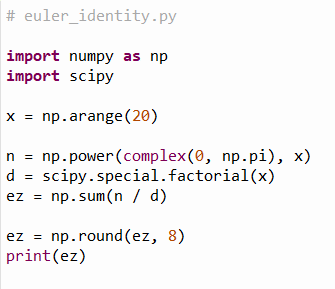 # euler_identity.py
import numpy as np
import scipy
x = np.arange(20)
n = np.power(complex(0, np.pi), x)
d = scipy.special.factorial(x)
ez = np.sum(n / d)
ez = np.round(ez, 8)
print(ez)